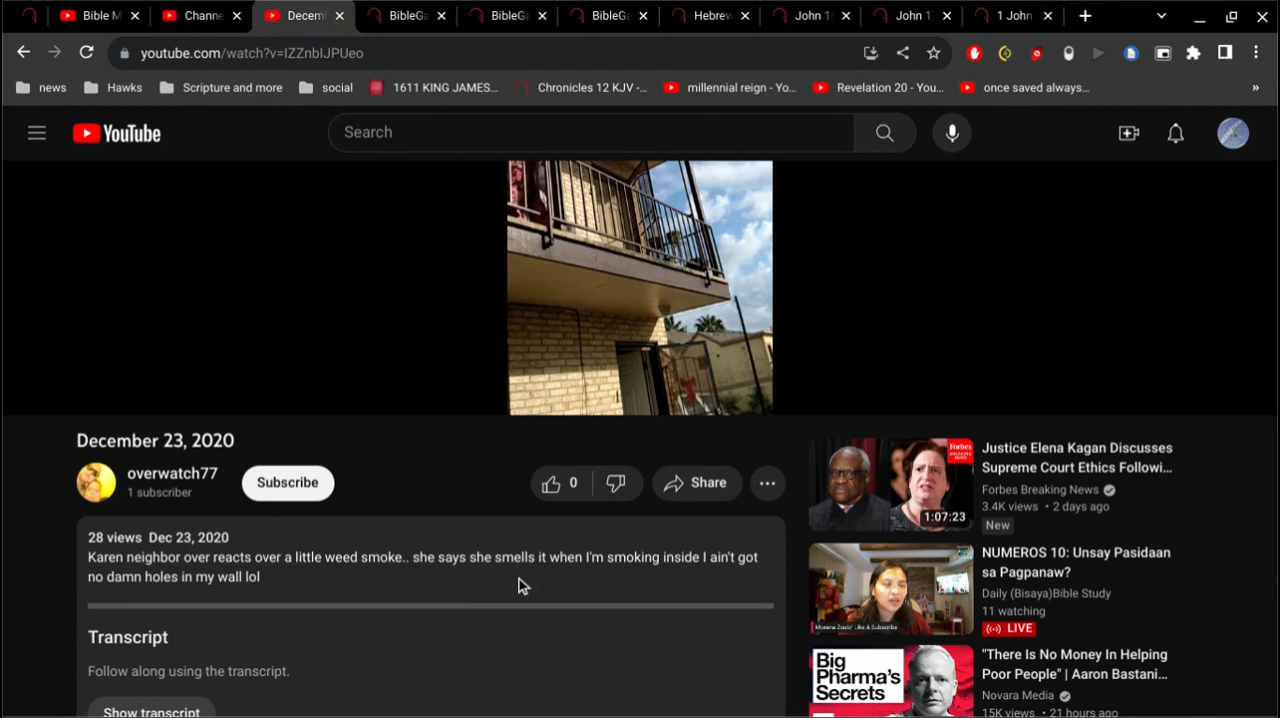 Bible M
Channe
Decemb
BibleGa
BibleGa
BibleGa
Hebrew
John 1
John 1
1 John
youtube.com/watch?v=IZZnbIJPUeo
news
Hawks
Scripture and more
social
1611 KING JAMES...
Chronicles 12 KJV -...
millennial reign - Yo...
Revelation 20 - You...
once saved always...
»
YouTube
Search
December 23, 2020
overwatch77
1 subscriber
Subscribe
0
Share
28 views Dec 23, 2020
Karen neighbor over reacts over a little weed smoke.. she says she smells it when I'm smoking inside I ain't got
no damn holes in my wall lol
Transcript
Follow along using the transcript.
Show transcript
Forbes
1:07:23
Justice Elena Kagan Discusses
Supreme Court Ethics Followi...
Forbes Breaking News
3.4K views • 2 days ago
New
NUMEROS 10: Unsay Pasidaan
sa Pagpanaw?
Daily (Bisaya)Bible Study
11 watching
LIVE
Big
Pharma's
Secrets
"There Is No Money In Helping
Poor People" | Aaron Bastani...
Novara Media
15K views • 21 hours ago